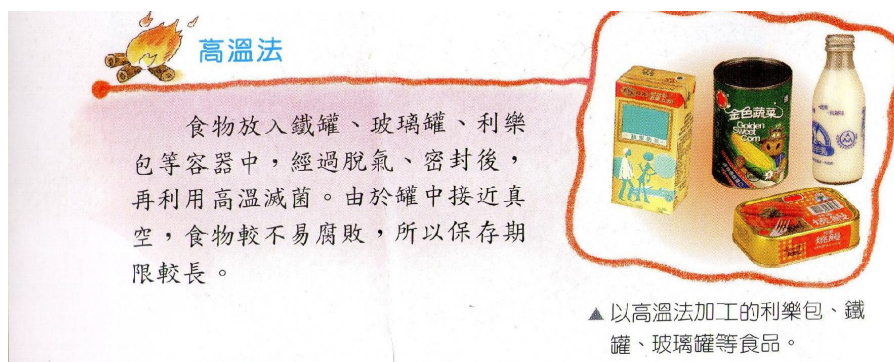 高溫法
食物放入鐵罐、玻璃罐、利樂
包等容器中，經過脫氣、密封後，
再利用高溫滅菌。由於罐中接近真
空，食物較不易腐敗，所以保存期
限較長。
金色蔬菜
Golden
Sweet
Corn
▲以高溫法加工的利樂包、鐵
罐、玻璃罐等食品。